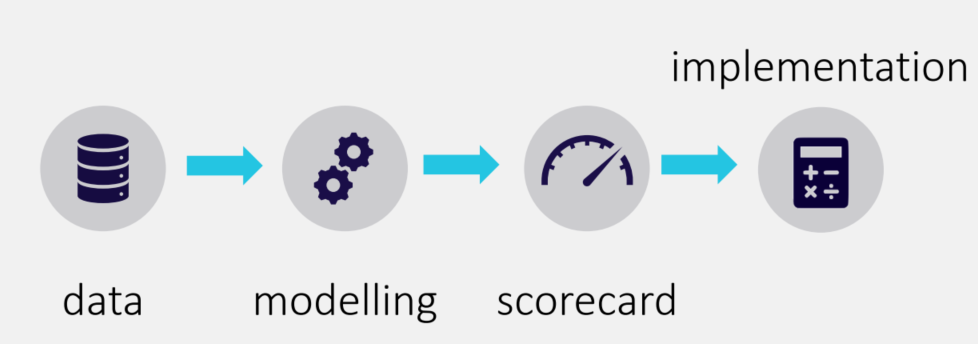 implementation
data
modelling
scorecard